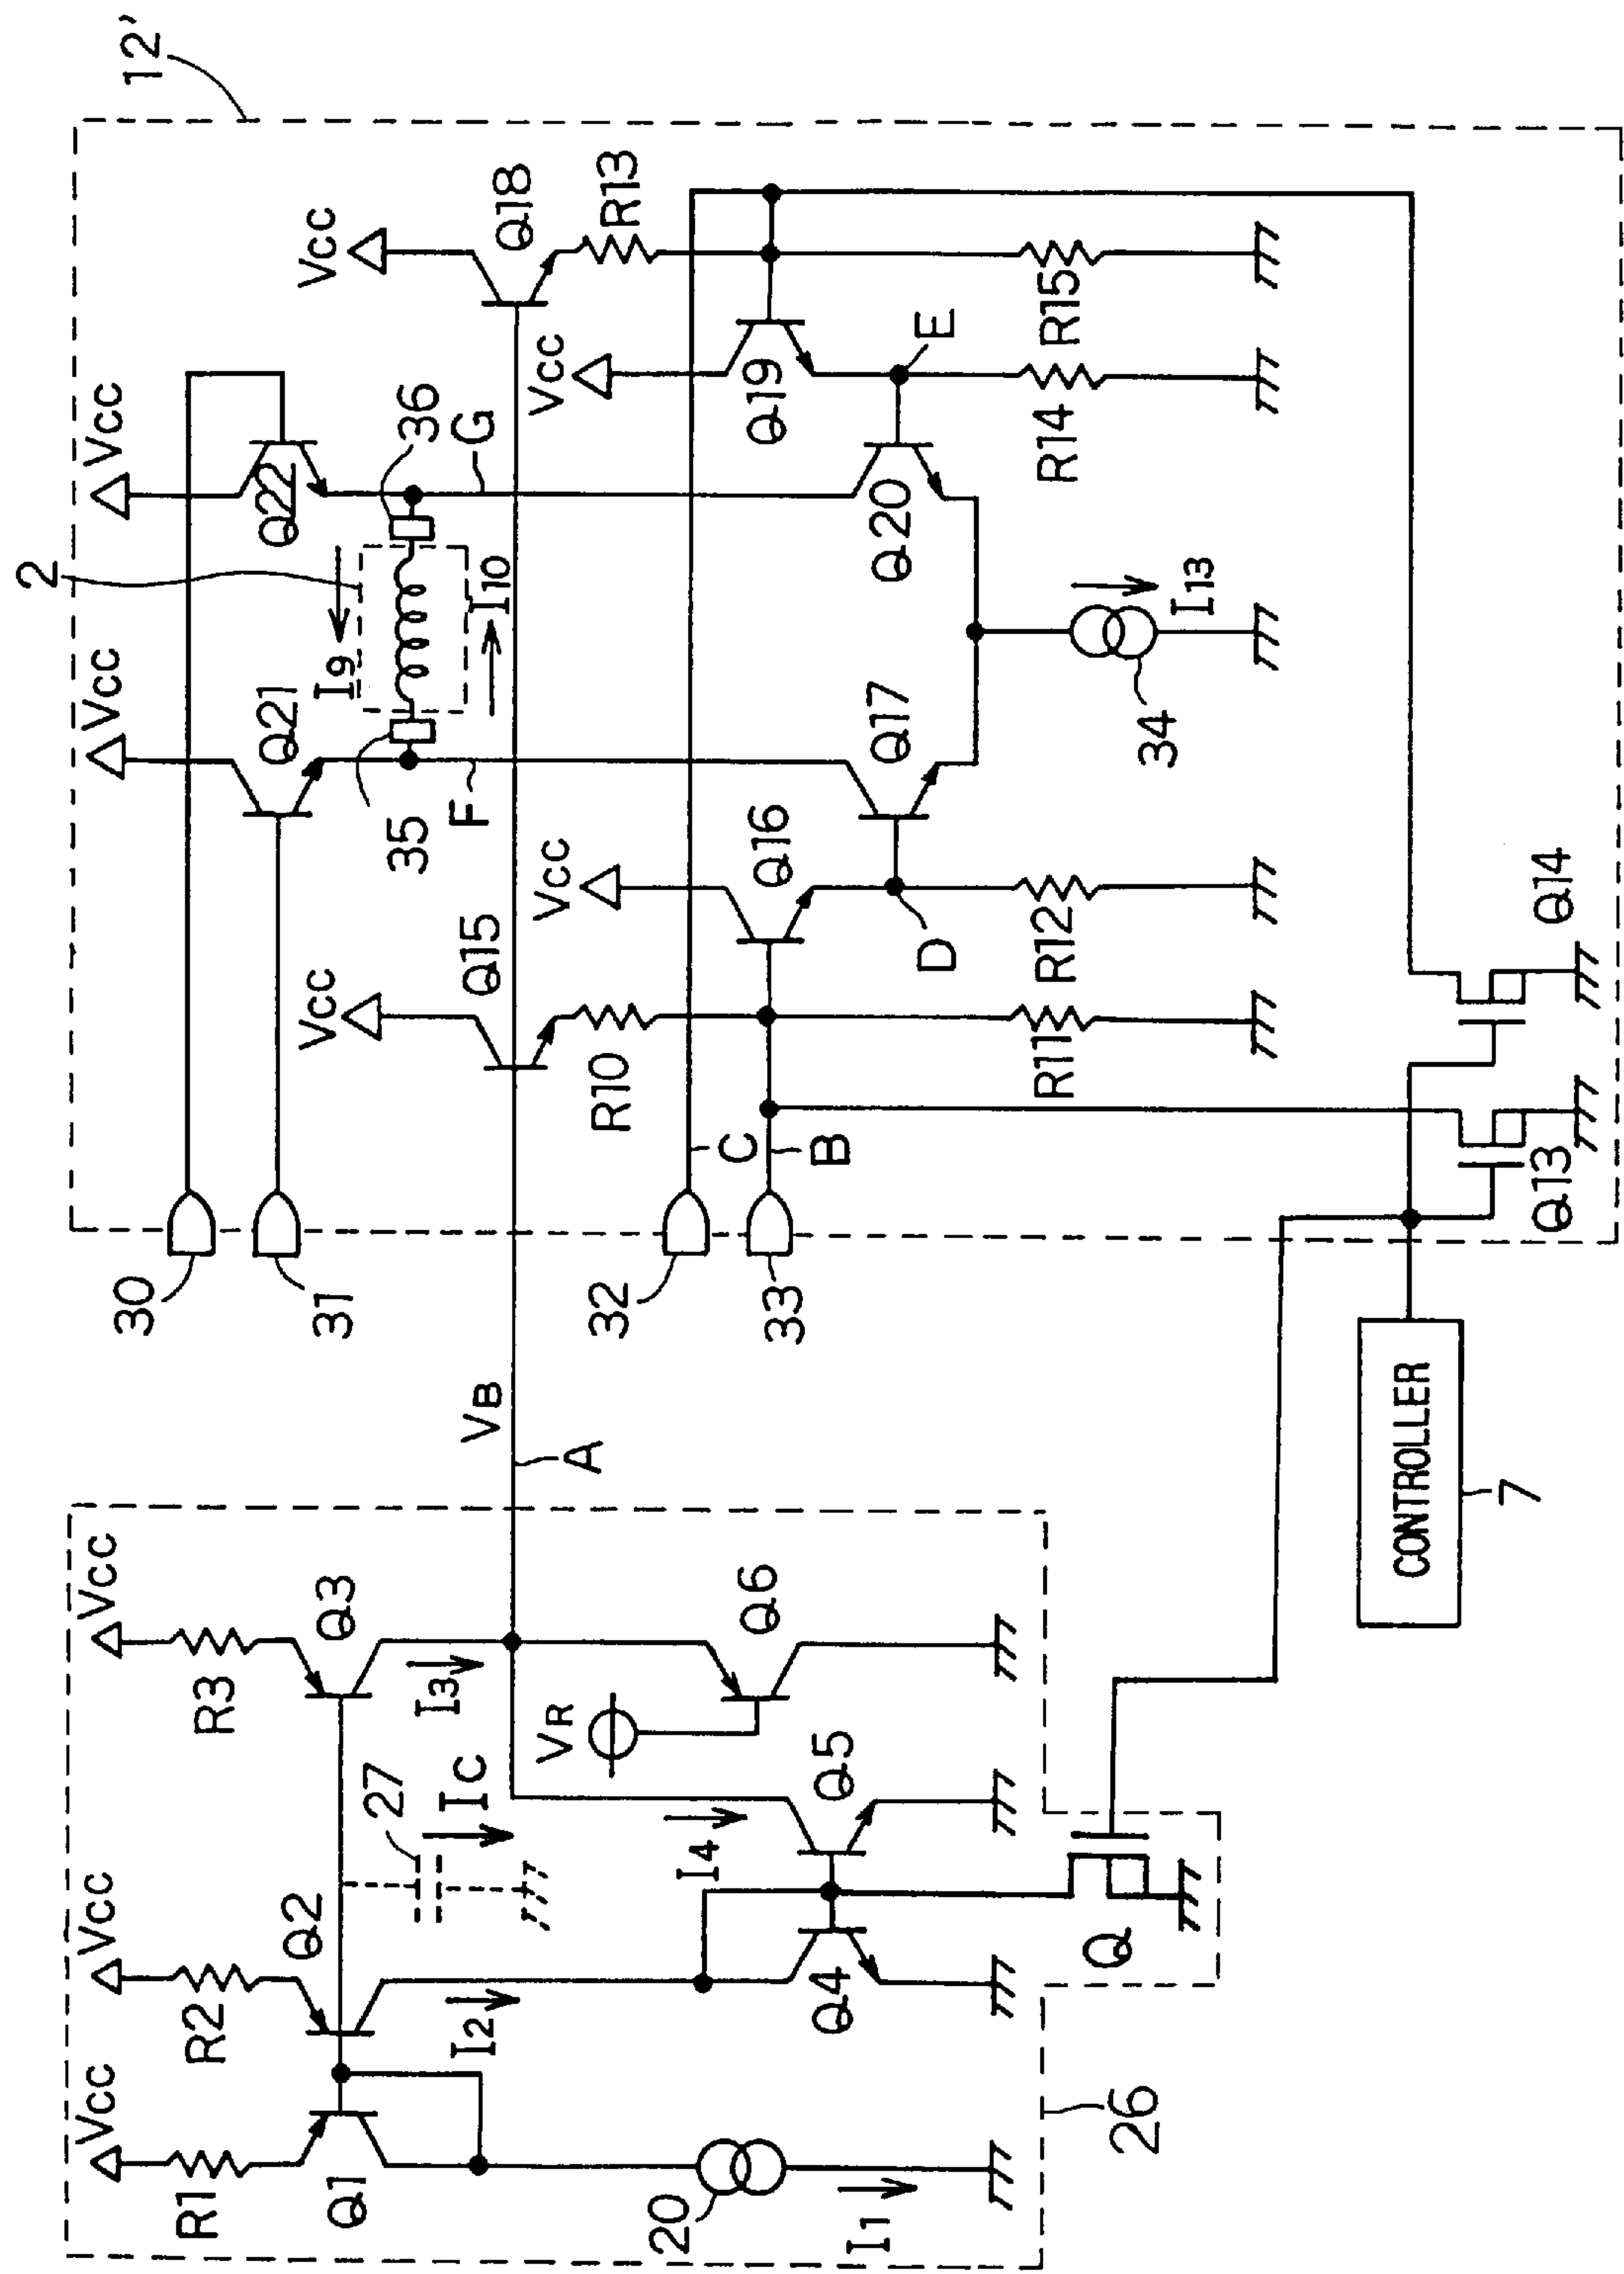 12'
Vcc
Vcc
Vcc
Vcc
Vcc
Vcc
Q22
Q21
2
I9
I10
35
36
F
G
Q18
R13
Q15
R10
Q16
Q19
D
E
Q17
Q20
R11
R12
R14
R15
34
I13
30
31
32
33
C
B
Q13
Q14
VB
A
CONTROLLER
7
Vcc
Vcc
Vcc
R1
R2
R3
Q1
Q2
Q3
27
IC
I2
I3
VR
Q6
I4
Q4
Q5
20
I1
Q
26